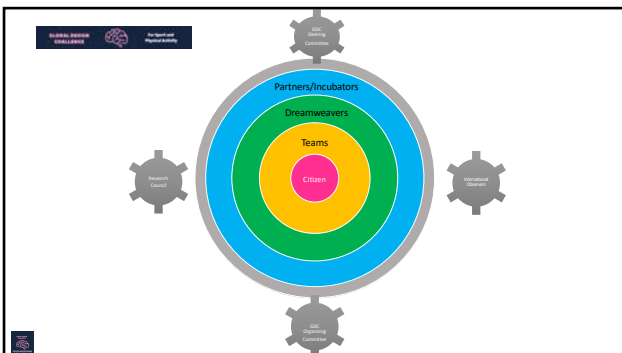 GLOBAL DESIGN
CHALLENGE
For Sport and
Physical Activity
GDC
Steering
Committee
Partners/Incubators
Dreamweavers
Teams
Citizen
Research
Council
International
Observers
GDC
Organising
Committee